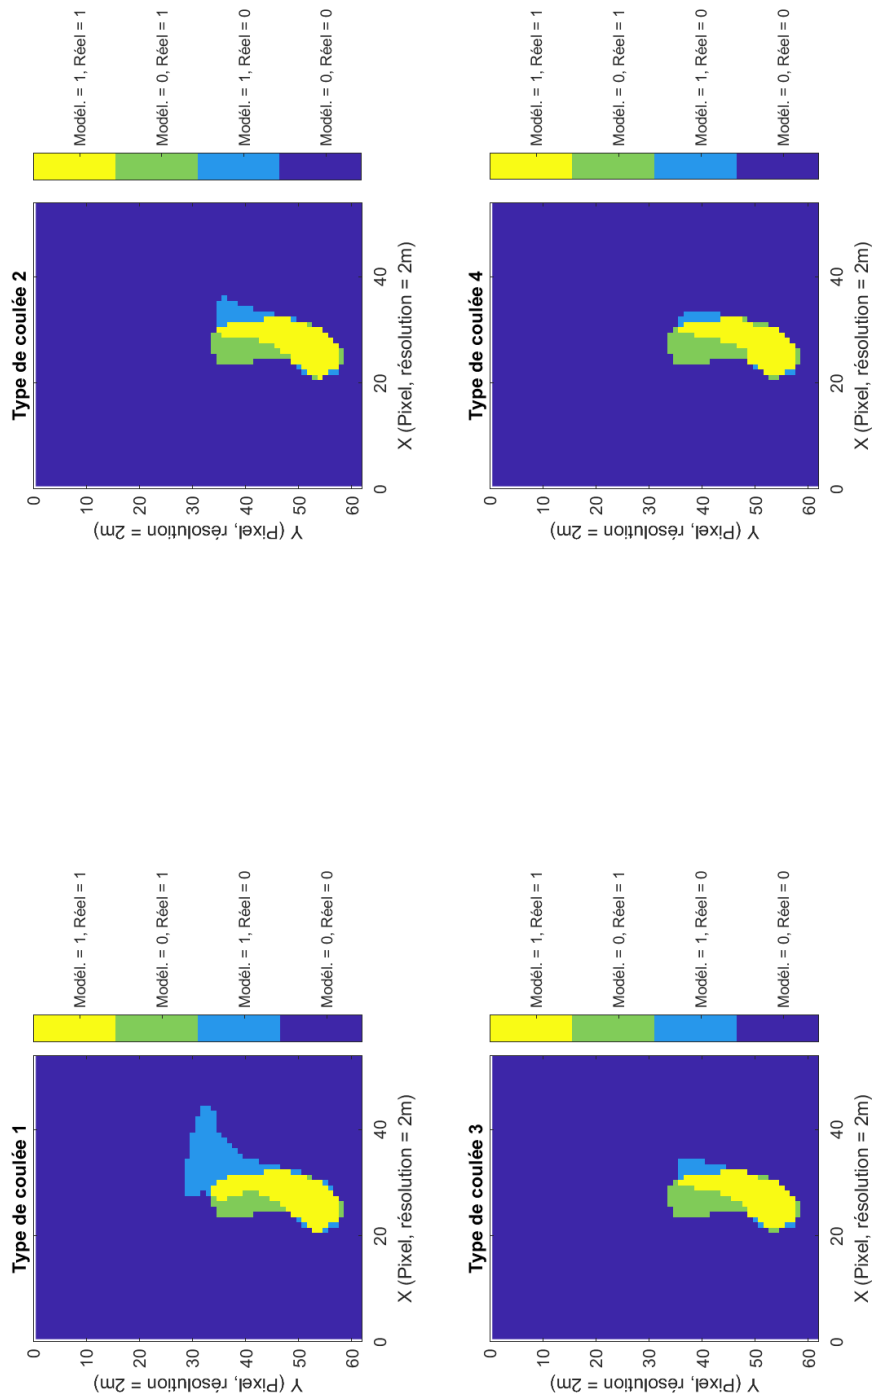 Type de coulée 1
0
10
20
30
40
50
60
Y (Pixel, résolution = 2m)
0 20 40
X (Pixel, résolution = 2m)
Modél. = 1, Réel = 1
Modél. = 0, Réel = 1
Modél. = 1, Réel = 0
Modél. = 0, Réel = 0
Type de coulée 2
0
10
20
30
40
50
60
Y (Pixel, résolution = 2m)
0 20 40
X (Pixel, résolution = 2m)
Modél. = 1, Réel = 1
Modél. = 0, Réel = 1
Modél. = 1, Réel = 0
Modél. = 0, Réel = 0
Type de coulée 3
0
10
20
30
40
50
60
Y (Pixel, résolution = 2m)
0 20 40
X (Pixel, résolution = 2m)
Modél. = 1, Réel = 1
Modél. = 0, Réel = 1
Modél. = 1, Réel = 0
Modél. = 0, Réel = 0
Type de coulée 4
0
10
20
30
40
50
60
Y (Pixel, résolution = 2m)
0 20 40
X (Pixel, résolution = 2m)
Modél. = 1, Réel = 1
Modél. = 0, Réel = 1
Modél. = 1, Réel = 0
Modél. = 0, Réel = 0